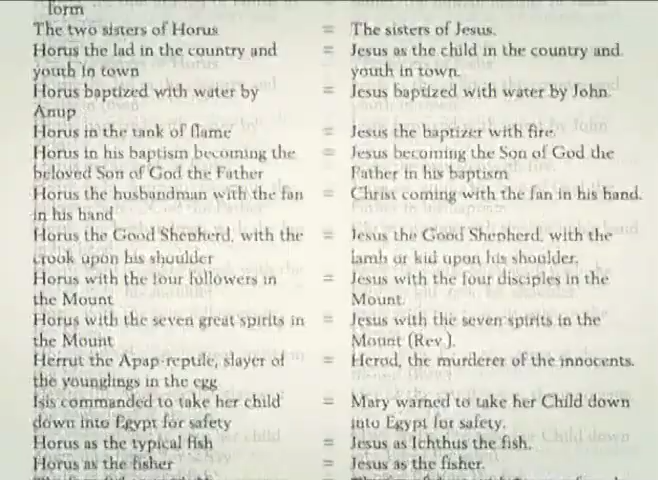 form
The two sisters of Horus = The sisters of Jesus.
Horus the lad in the country and = Jesus as the child in the country and
youth in town youth in town.
Horus baptized with water by = Jesus baptized with water by John.
Anup
Horus in the tank of flame = Jesus the baptizer with fire.
Horus in his baptism becoming the = Jesus becoming the Son of God the
beloved Son of God the Father Father in his baptism
Horus the husbandman with the fan = Christ coming with the fan in his hand.
in his hand
Horus the Good Shepherd, with the = Jesus the Good Shepherd, with the
crook upon his shoulder lamb or kid upon his shoulder.
Horus with the four followers in = Jesus with the four disciples in the
the Mount Mount.
Horus with the seven great spirits in = Jesus with the seven spirits in the
the Mount Mount (Rev.).
Herrut the Apap-reptile, slayer of = Herod, the murderer of the innocents.
the younglings in the egg
Isis commanded to take her child = Mary warned to take her Child down
down into Egypt for safety into Egypt for safety.
Horus as the typical fish = Jesus as Ichthus the fish.
Horus as the fisher = Jesus as the fisher.